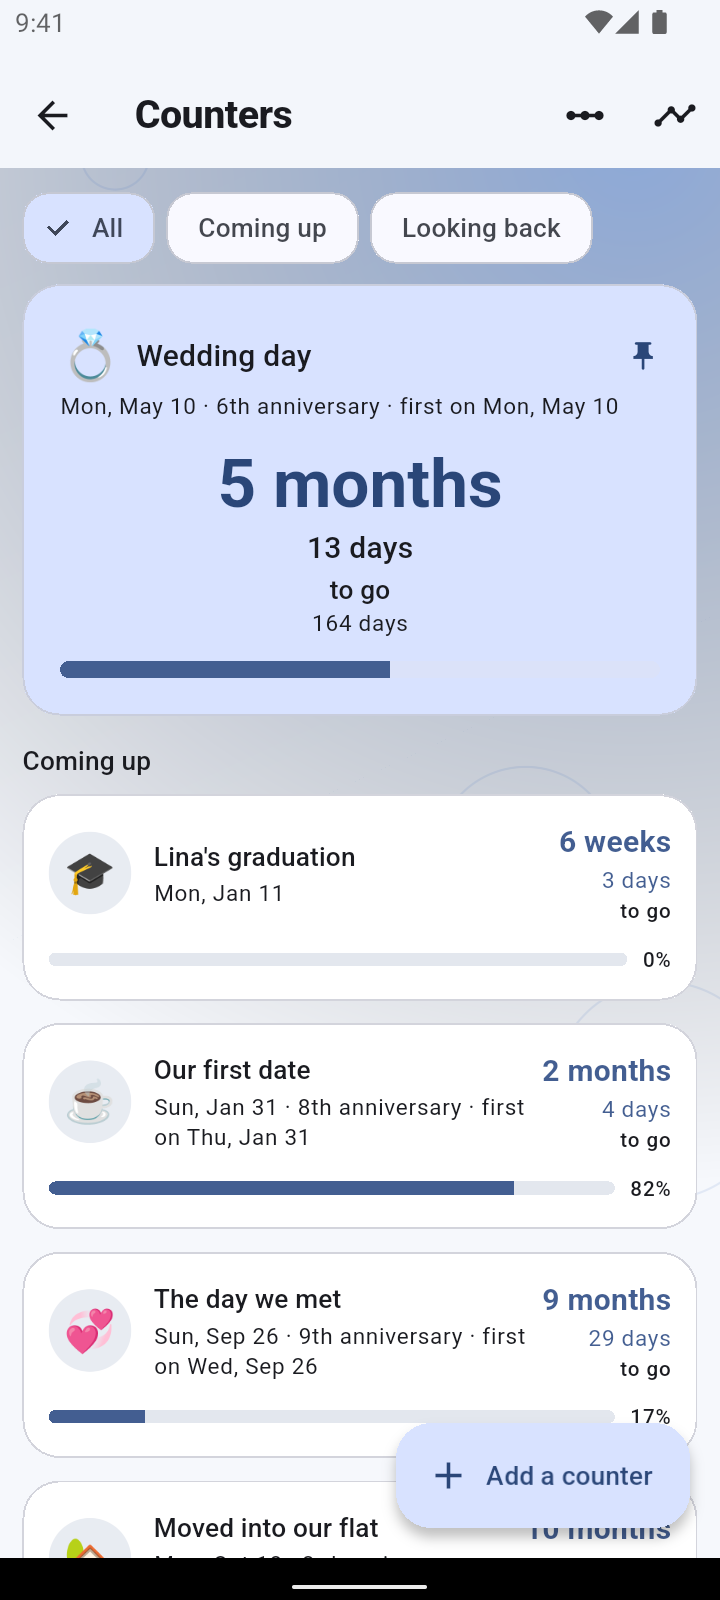 9:41
Counters
All
Coming up
Looking back
Wedding day
Mon, May 10 · 6th anniversary · first on Mon, May 10
5 months
13 days
to go
164 days
Coming up
Lina's graduation
Mon, Jan 11
6 weeks
3 days
to go
0%
Our first date
Sun, Jan 31 · 8th anniversary · first
on Thu, Jan 31
2 months
4 days
to go
82%
The day we met
Sun, Sep 26 · 9th anniversary · first
on Wed, Sep 26
9 months
29 days
to go
17%
Add a counter
Moved into our flat
10 months